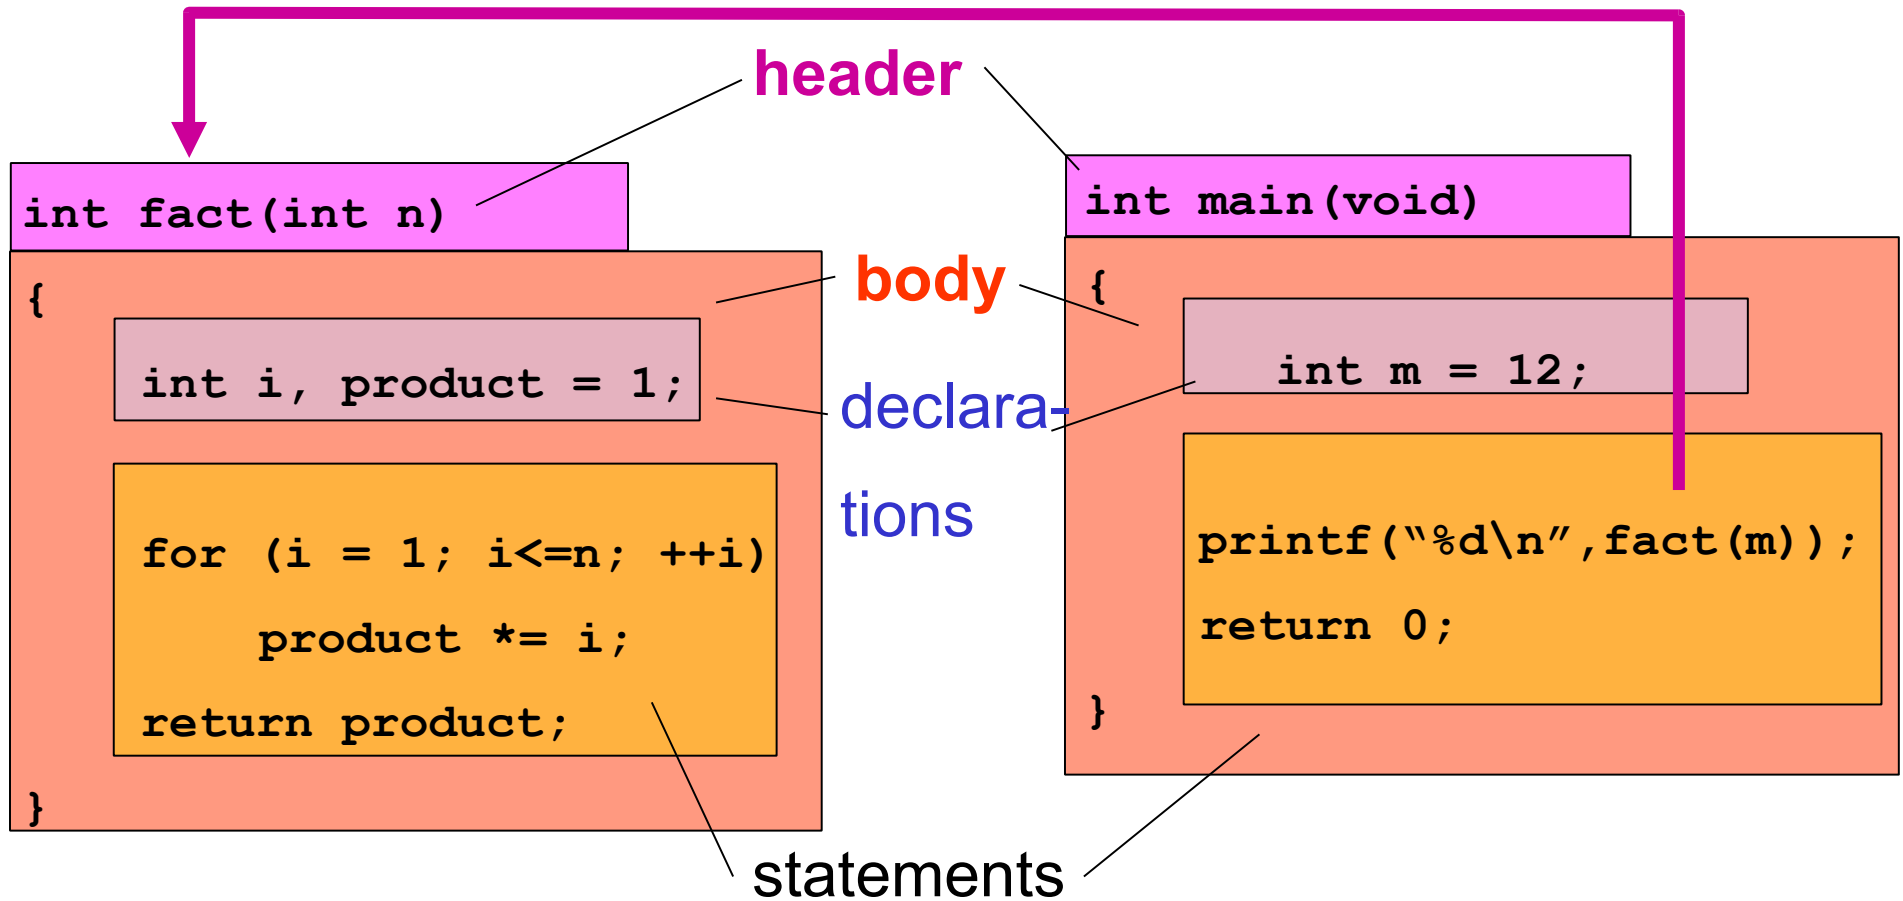 header
int fact(int n)
{
int i, product = 1;
for (i = 1; i<=n; ++i)
product *= i;
return product;
}
body
declara-
tions
int main(void)
{
int m = 12;
printf(“%d\n”,fact(m));
return 0;
}
statements